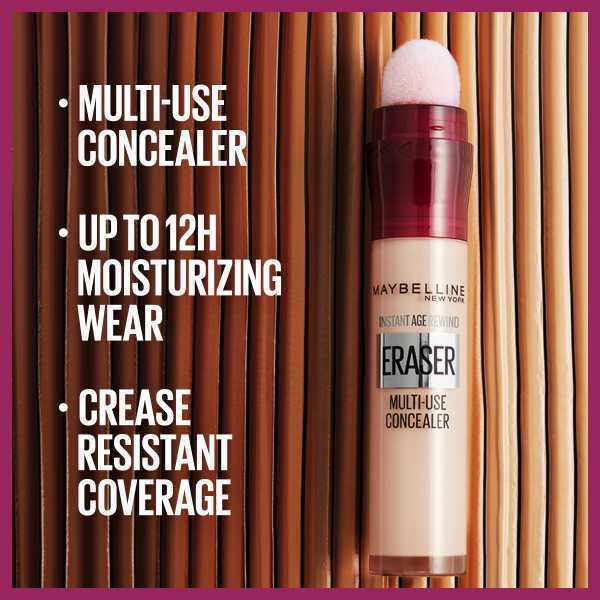 • MULTI-USE
CONCEALER
• UP TO 12H
MOISTURIZING
WEAR
• CREASE
RESISTANT
COVERAGE
MAYBELLINE
NEW YORK
INSTANT AGE REWIND
ERASER
MULTI-USE
CONCEALER